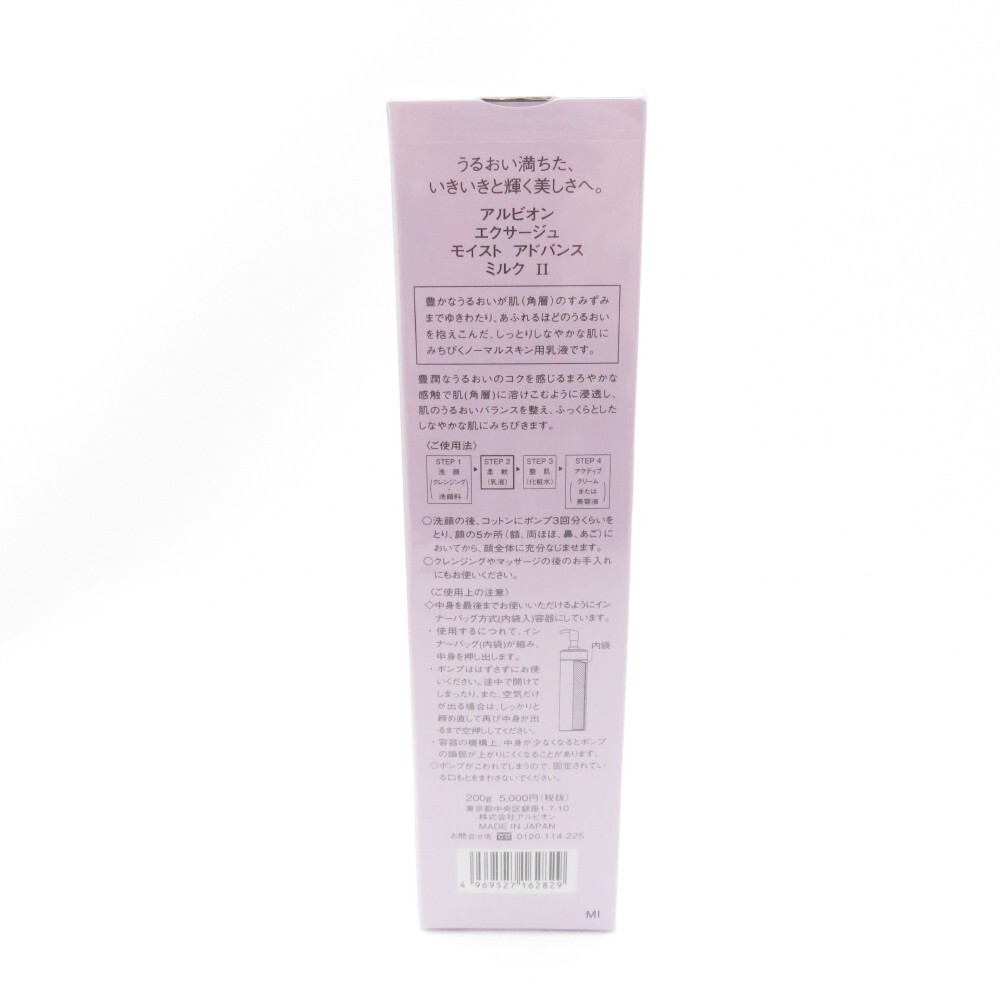 うるおい満ちた、
いきいきと輝く美しさへ。
アルビオン
エクサージュ
モイスト アドバンス
ミルク II
豊かなうるおいが肌(角層)のすみずみ
までゆきわたり、あふれるほどのうるおい
を抱えこんだ、しっとりしなやかな肌に
みちびくノーマルスキン用乳液です。
豊潤なうるおいのコクを感じるまろやかな
感触で肌(角層)に溶けこむように浸透し、
肌のうるおいバランスを整え、ふっくらとした
しなやかな肌にみちびきます。
〈ご使用法〉
STEP 1 STEP 2 STEP 3 STEP 4
洗顔 柔軟 整肌 アクティブ
(クレンジング (乳液) (化粧水) クリーム
・ または
洗顔料) 美容液
○洗顔の後、コットンにポンプ3回分くらいを
とり、顔の5か所(額、両ほほ、鼻、あご)に
おいてから、顔全体に充分なじませます。
○クレンジングやマッサージの後のお手入れ
にもお使いください。
〈ご使用上の注意〉
◇中身を最後までお使いいただけるようにイン
ナーバッグ方式(内袋入)容器にしています。
・使用するにつれて、イン
ナーバッグ(内袋)が縮み、
中身を押し出します。
内袋
・ポンプははずさずにお使
いください。途中で開けて
しまったり、また、空気だけ
が出る場合は、しっかりと
締め直して再び中身が出
るまで空押ししてください。
・容器の機構上、中身が少なくなるとポンプ
の頭部が上がりにくくなることがあります。
◇ポンプがこわれてしまうので、固定されてい
る口もとをまわさないでください。
200g 5,000円(税抜)
東京都中央区銀座1-7-10
株式会社アルビオン
MADE IN JAPAN
お問合せ先 0120-114-225
4 969527 162829
MI